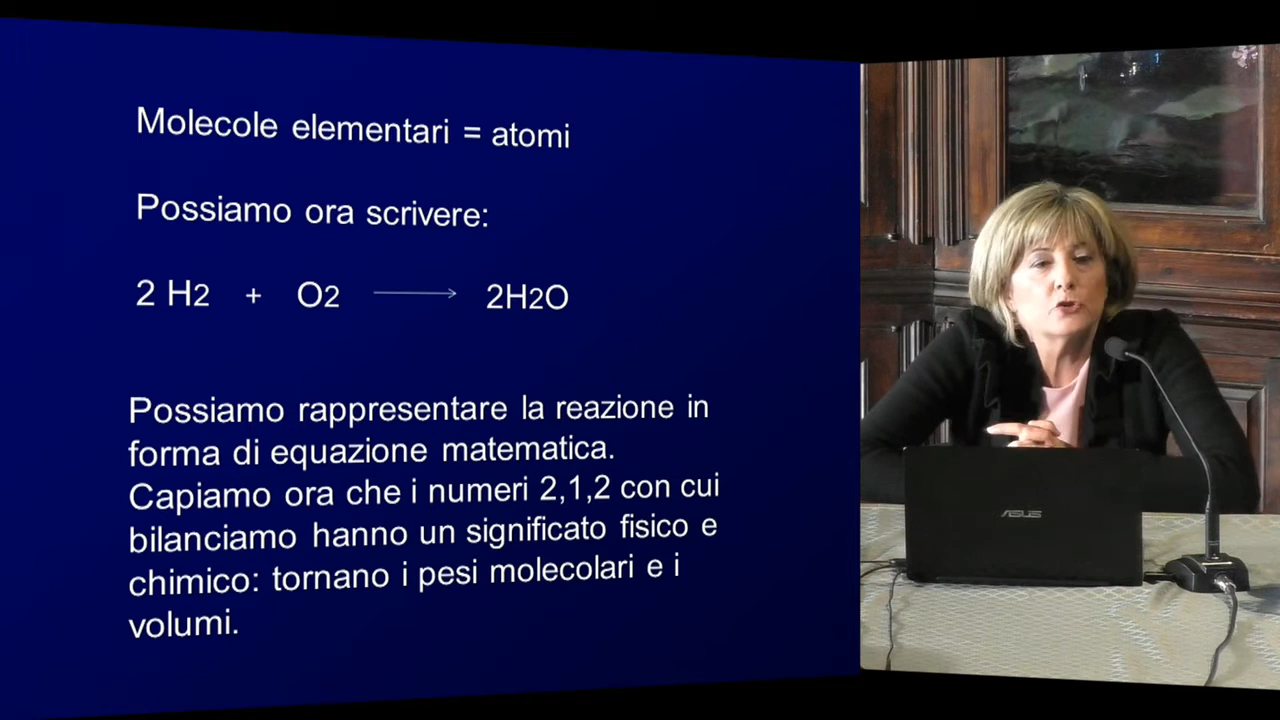 Molecole elementari = atomi
Possiamo ora scrivere:
2 H2 + O2 → 2H2O
Possiamo rappresentare la reazione in
forma di equazione matematica.
Capiamo ora che i numeri 2,1,2 con cui
bilanciamo hanno un significato fisico e
chimico: tornano i pesi molecolari e i
volumi.
ASUS